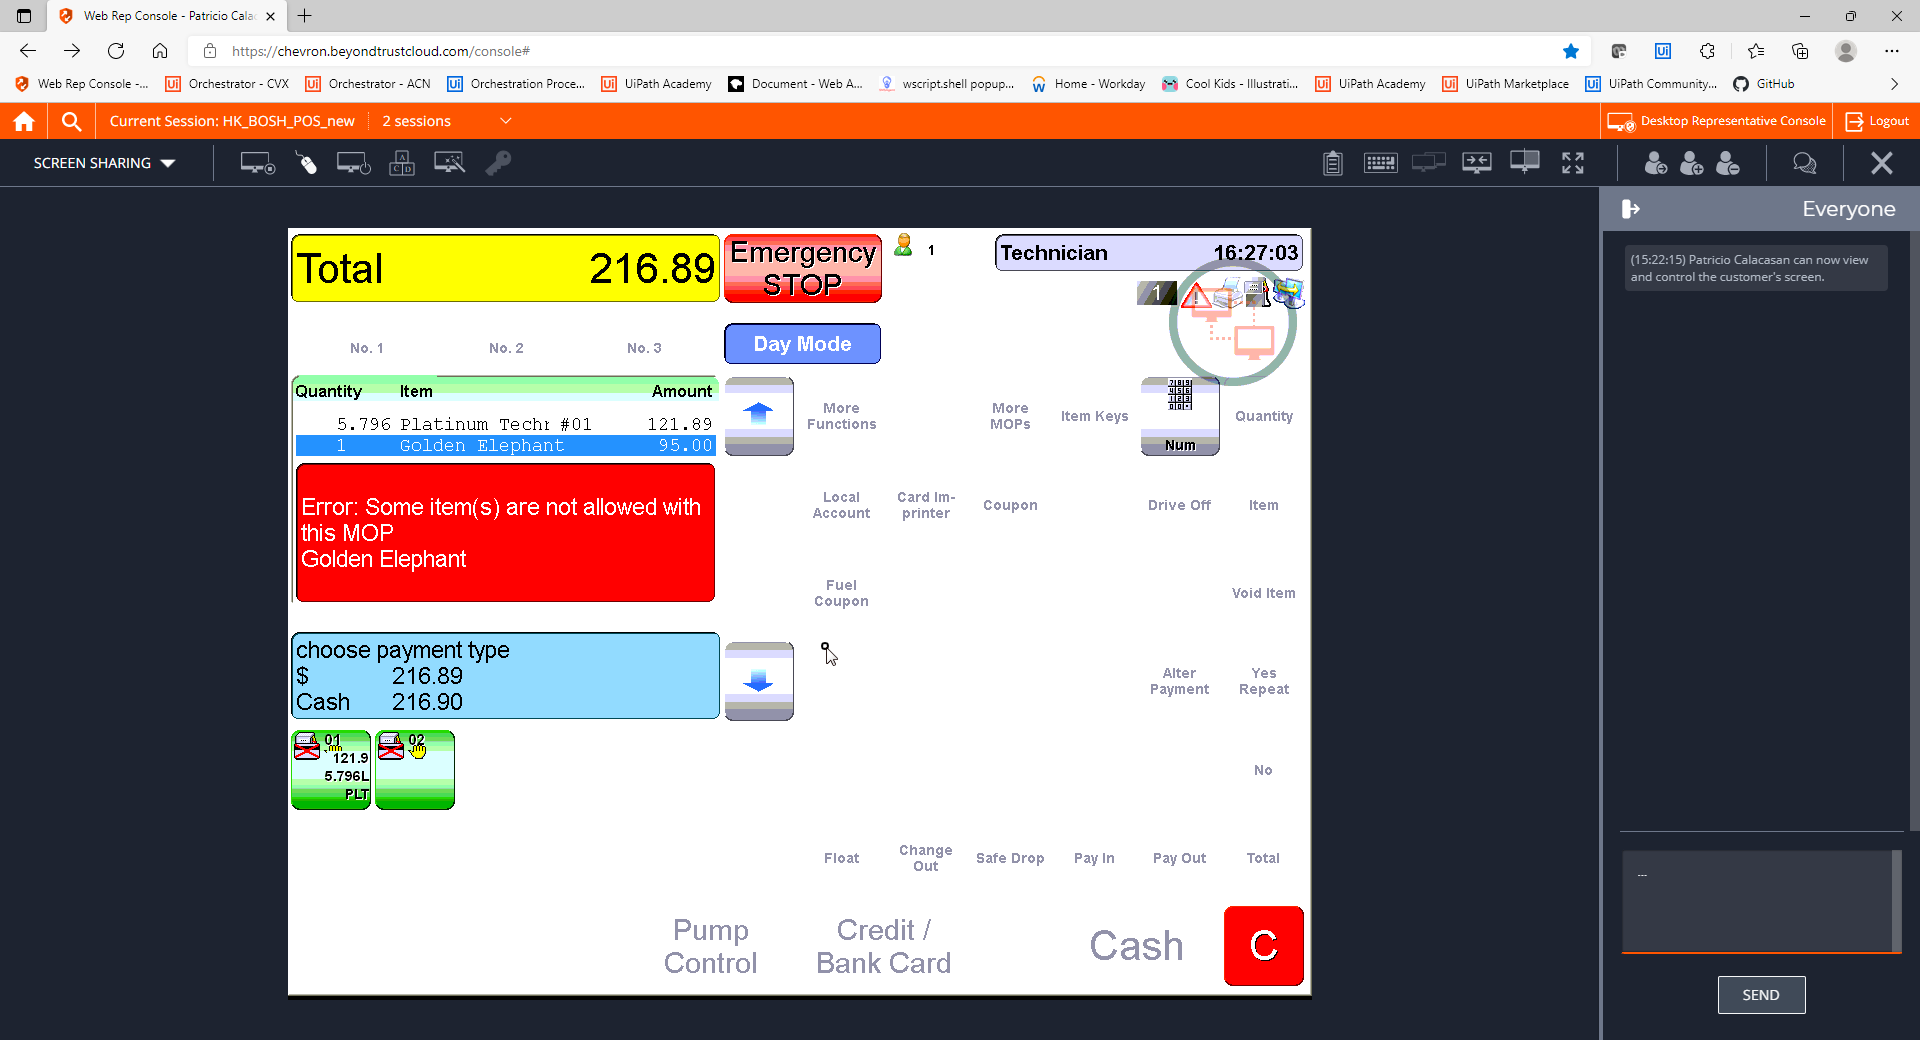 Web Rep Console - Patricio Cala
https://chevron.beyondtrustcloud.com/console#
Web Rep Console -...
Orchestrator - CVX
Orchestrator - ACN
Orchestration Proce...
UiPath Academy
Document - Web A...
wscript.shell popup...
Home - Workday
Cool Kids - Illustrati...
UiPath Academy
UiPath Marketplace
UiPath Community...
GitHub
Current Session: HK_BOSH_POS_new
2 sessions
Desktop Representative Console
Logout
SCREEN SHARING
Everyone
(15:22:15) Patricio Calacasan can now view
and control the customer's screen.
Total 216.89
Emergency
STOP
1
Technician 16:27:03
1
No. 1 No. 2 No. 3
Day Mode
Quantity Item Amount
5.796 Platinum Techr #01 121.89
1 Golden Elephant 95.00
Error: Some item(s) are not allowed with
this MOP
Golden Elephant
More
Functions
More
MOPs
Item Keys
Num
Quantity
Local
Account
Card Im-
printer
Coupon
Drive Off
Item
Fuel
Coupon
Void Item
choose payment type
$ 216.89
Cash 216.90
Alter
Payment
Yes
Repeat
01
121.9
5.796L
PLT
02
No
Float
Change
Out
Safe Drop
Pay In
Pay Out
Total
Pump
Control
Credit /
Bank Card
Cash
C
...
SEND